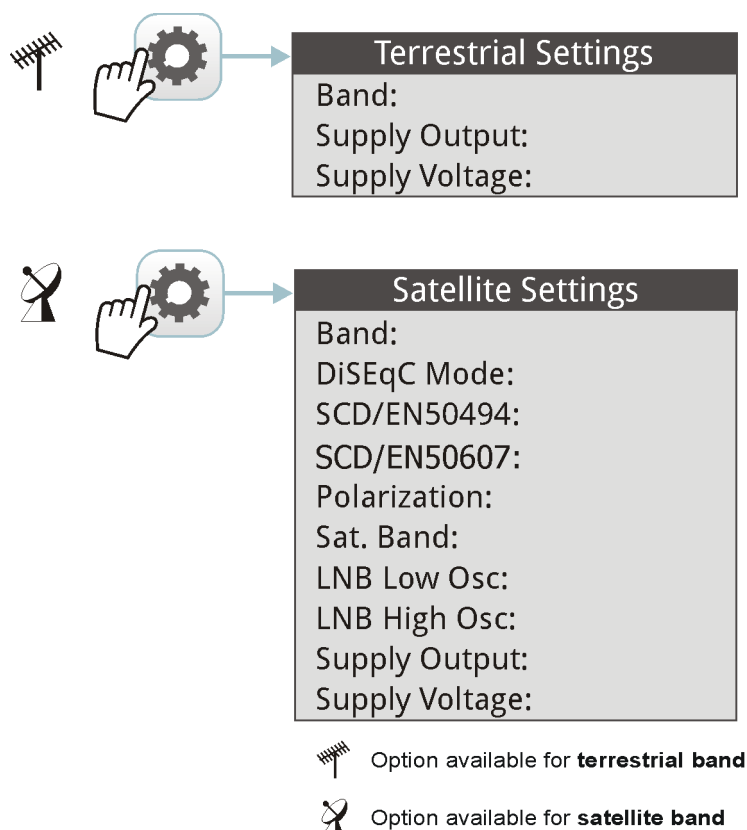 Terrestrial Settings
Band:
Supply Output:
Supply Voltage:
Satellite Settings
Band:
DiSEqC Mode:
SCD/EN50494:
SCD/EN50607:
Polarization:
Sat. Band:
LNB Low Osc:
LNB High Osc:
Supply Output:
Supply Voltage:
Option available for terrestrial band
Option available for satellite band